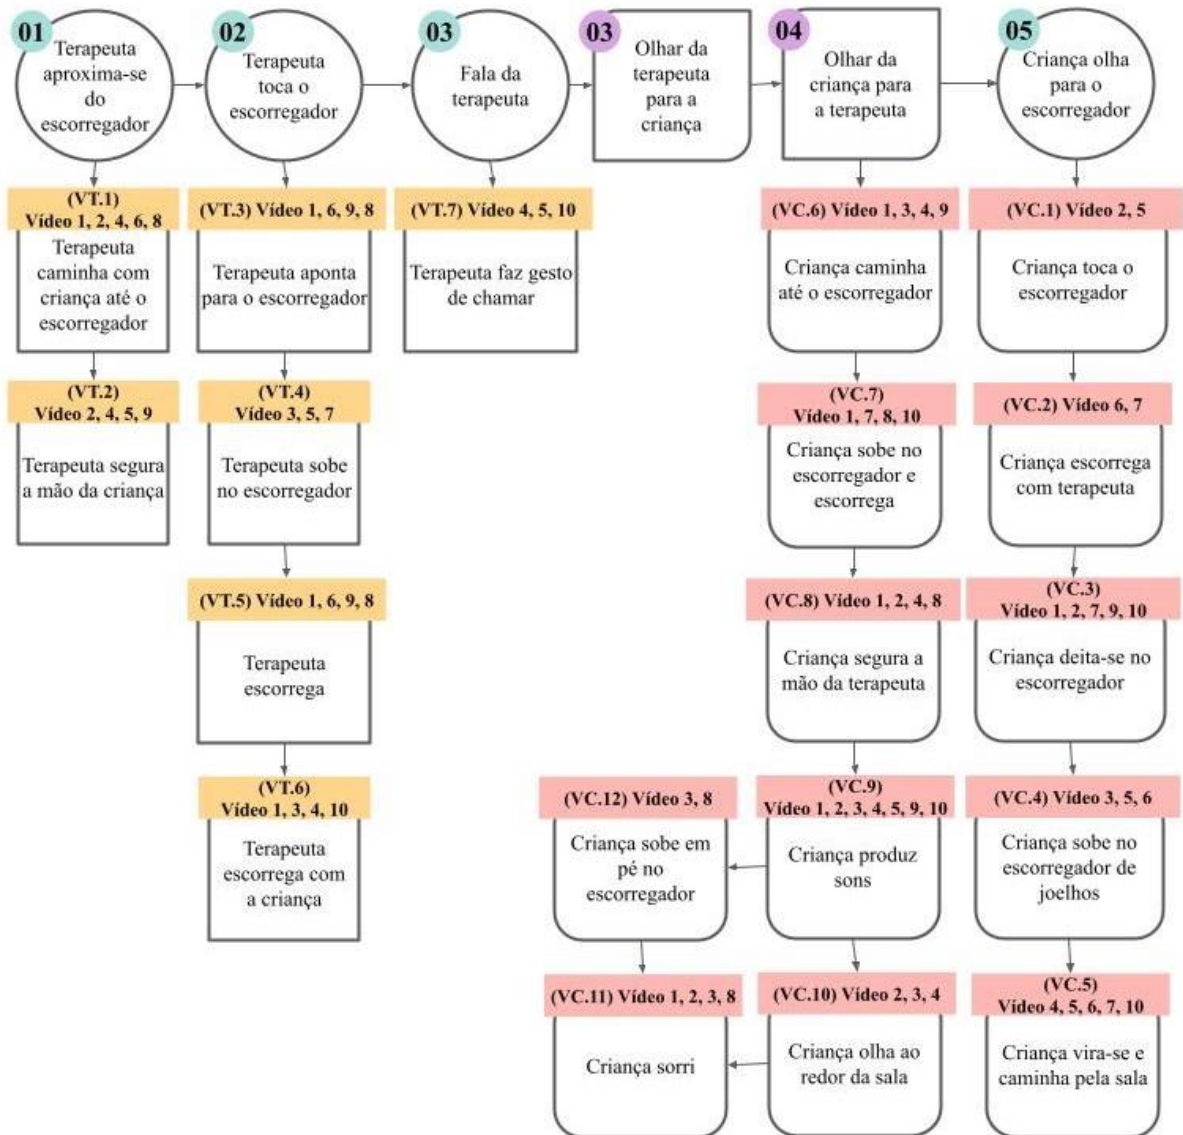 01
Terapeuta
aproxima-se
do
escorregador
02
Terapeuta
toca o
escorregador
03
Fala da
terapeuta
03
Olhar da
terapeuta
para a
criança
04
Olhar da
criança para
a terapeuta
05
Criança olha
para o
escorregador
(VT.1)
Vídeo 1, 2, 4, 6, 8
Terapeuta
caminha com
criança até o
escorregador
(VT.3) Vídeo 1, 6, 9, 8
Terapeuta aponta
para o escorregador
(VT.7) Vídeo 4, 5, 10
Terapeuta faz gesto
de chamar
(VC.6) Vídeo 1, 3, 4, 9
Criança caminha
até o escorregador
(VC.1) Vídeo 2, 5
Criança toca o
escorregador
(VT.2)
Vídeo 2, 4, 5, 9
Terapeuta segura
a mão da criança
(VT.4)
Vídeo 3, 5, 7
Terapeuta sobe
no escorregador
(VC.7)
Vídeo 1, 7, 8, 10
Criança sobe no
escorregador e
escorrega
(VC.2) Vídeo 6, 7
Criança escorrega
com terapeuta
(VT.5) Vídeo 1, 6, 9, 8
Terapeuta
escorrega
(VC.8) Vídeo 1, 2, 4, 8
Criança segura a
mão da terapeuta
(VC.3)
Vídeo 1, 2, 7, 9, 10
Criança deita-se no
escorregador
(VT.6)
Vídeo 1, 3, 4, 10
Terapeuta
escorrega com
a criança
(VC.12) Vídeo 3, 8
Criança sobe em
pé no
escorregador
(VC.9)
Vídeo 1, 2, 3, 4, 5, 9, 10
Criança produz
sons
(VC.4) Vídeo 3, 5, 6
Criança sobe no
escorregador de
joelhos
(VC.11) Vídeo 1, 2, 3, 8
Criança sorri
(VC.10) Vídeo 2, 3, 4
Criança olha ao
redor da sala
(VC.5)
Vídeo 4, 5, 6, 7, 10
Criança vira-se e
caminha pela sala